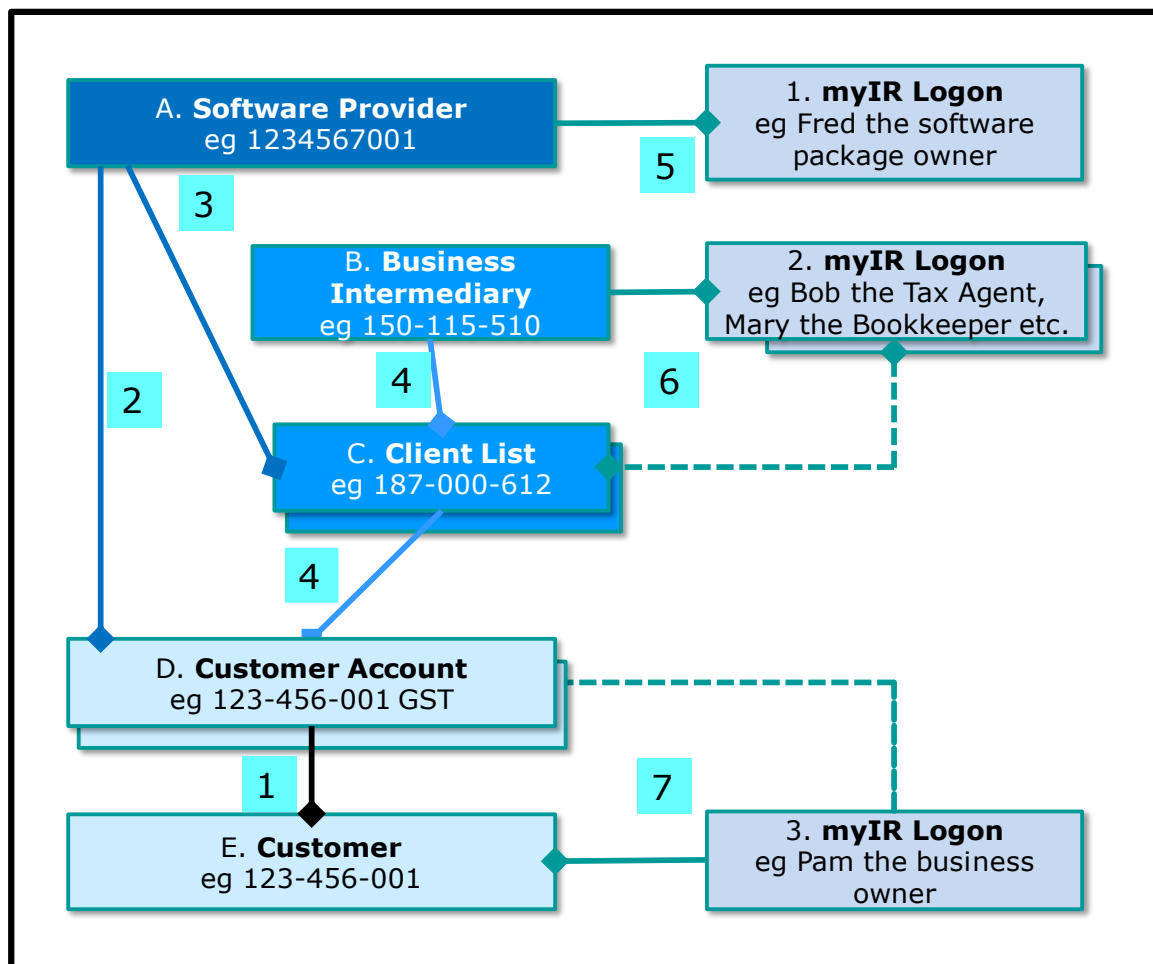 A. Software Provider
eg 1234567001
1. myIR Logon
eg Fred the software
package owner
5
3
B. Business
Intermediary
eg 150-115-510
2. myIR Logon
eg Bob the Tax Agent,
Mary the Bookkeeper etc.
4
6
2
C. Client List
eg 187-000-612
4
D. Customer Account
eg 123-456-001 GST
1
7
E. Customer
eg 123-456-001
3. myIR Logon
eg Pam the business
owner